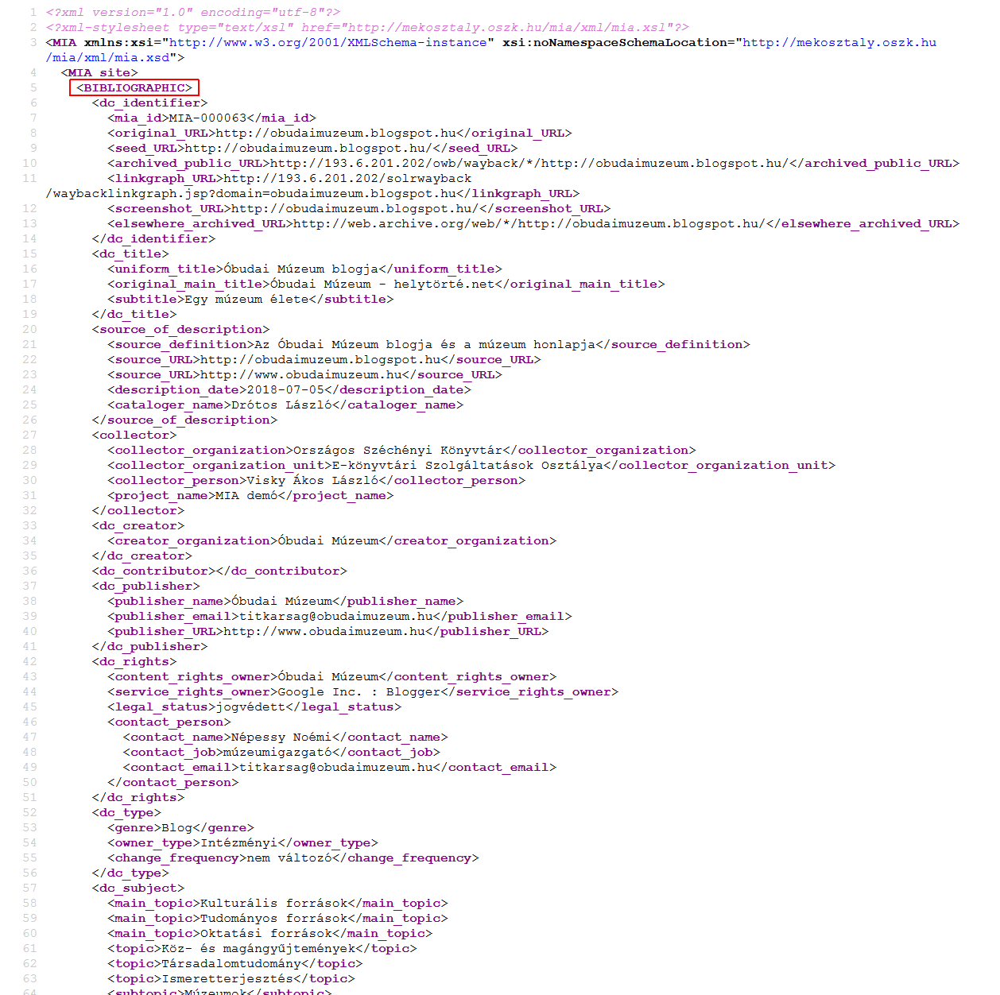 1 <?xml version="1.0" encoding="utf-8"?>
2 <?xml-stylesheet type="text/xsl" href="http://mekosztaly.oszk.hu/mia/xml/mia.xsl"?>
3 <MIA xmlns:xsi="http://www.w3.org/2001/XMLSchema-instance" xsi:noNamespaceSchemaLocation="http://mekosztaly.oszk.hu
/mia/xml/mia.xsd">
4 <MIA_site>
5 <BIBLIOGRAPHIC>
6 <dc_identifier>
7 <mia_id>MIA-000063</mia_id>
8 <original_URL>http://obudaimuzeum.blogspot.hu</original_URL>
9 <seed_URL>http://obudaimuzeum.blogspot.hu/</seed_URL>
10 <archived_public_URL>http://193.6.201.202/owb/wayback/*/http://obudaimuzeum.blogspot.hu/</archived_public_URL>
11 <linkgraph_URL>http://193.6.201.202/solrwayback
/waybacklinkgraph.jsp?domain=obudaimuzeum.blogspot.hu</linkgraph_URL>
12 <screenshot_URL>http://obudaimuzeum.blogspot.hu/</screenshot_URL>
13 <elsewhere_archived_URL>http://web.archive.org/web/*/http://obudaimuzeum.blogspot.hu/</elsewhere_archived_URL>
14 </dc_identifier>
15 <dc_title>
16 <uniform_title>Óbudai Múzeum blogja</uniform_title>
17 <original_main_title>Óbudai Múzeum - helytörté.net</original_main_title>
18 <subtitle>Egy múzeum élete</subtitle>
19 </dc_title>
20 <source_of_description>
21 <source_definition>Az Óbudai Múzeum blogja és a múzeum honlapja</source_definition>
22 <source_URL>http://obudaimuzeum.blogspot.hu</source_URL>
23 <source_URL>http://www.obudaimuzeum.hu</source_URL>
24 <description_date>2018-07-05</description_date>
25 <cataloger_name>Drótos László</cataloger_name>
26 </source_of_description>
27 <collector>
28 <collector_organization>Országos Széchényi Könyvtár</collector_organization>
29 <collector_organization_unit>E-könyvtári Szolgáltatások Osztálya</collector_organization_unit>
30 <collector_person>Visky Ákos László</collector_person>
31 <project_name>MIA demó</project_name>
32 </collector>
33 <dc_creator>
34 <creator_organization>Óbudai Múzeum</creator_organization>
35 </dc_creator>
36 <dc_contributor></dc_contributor>
37 <dc_publisher>
38 <publisher_name>Óbudai Múzeum</publisher_name>
39 <publisher_email>titkarsag@obudaimuzeum.hu</publisher_email>
40 <publisher_URL>http://www.obudaimuzeum.hu</publisher_URL>
41 </dc_publisher>
42 <dc_rights>
43 <content_rights_owner>Óbudai Múzeum</content_rights_owner>
44 <service_rights_owner>Google Inc. : Blogger</service_rights_owner>
45 <legal_status>jogvédett</legal_status>
46 <contact_person>
47 <contact_name>Népessy Noémi</contact_name>
48 <contact_job>múzeumigazgató</contact_job>
49 <contact_email>titkarsag@obudaimuzeum.hu</contact_email>
50 </contact_person>
51 </dc_rights>
52 <dc_type>
53 <genre>Blog</genre>
54 <owner_type>Intézményi</owner_type>
55 <change_frequency>nem változó</change_frequency>
56 </dc_type>
57 <dc_subject>
58 <main_topic>Kulturális források</main_topic>
59 <main_topic>Tudományos források</main_topic>
60 <main_topic>Oktatási források</main_topic>
61 <topic>Köz- és magángyűjtemények</topic>
62 <topic>Társadalomtudomány</topic>
63 <topic>Ismeretterjesztés</topic>
64 <subtopic>Múzeumok</subtopic>